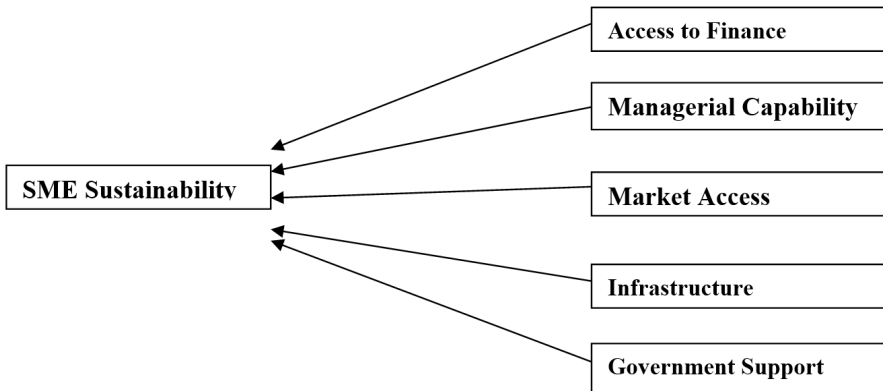 Access to Finance
Managerial Capability
SME Sustainability
Market Access
Infrastructure
Government Support